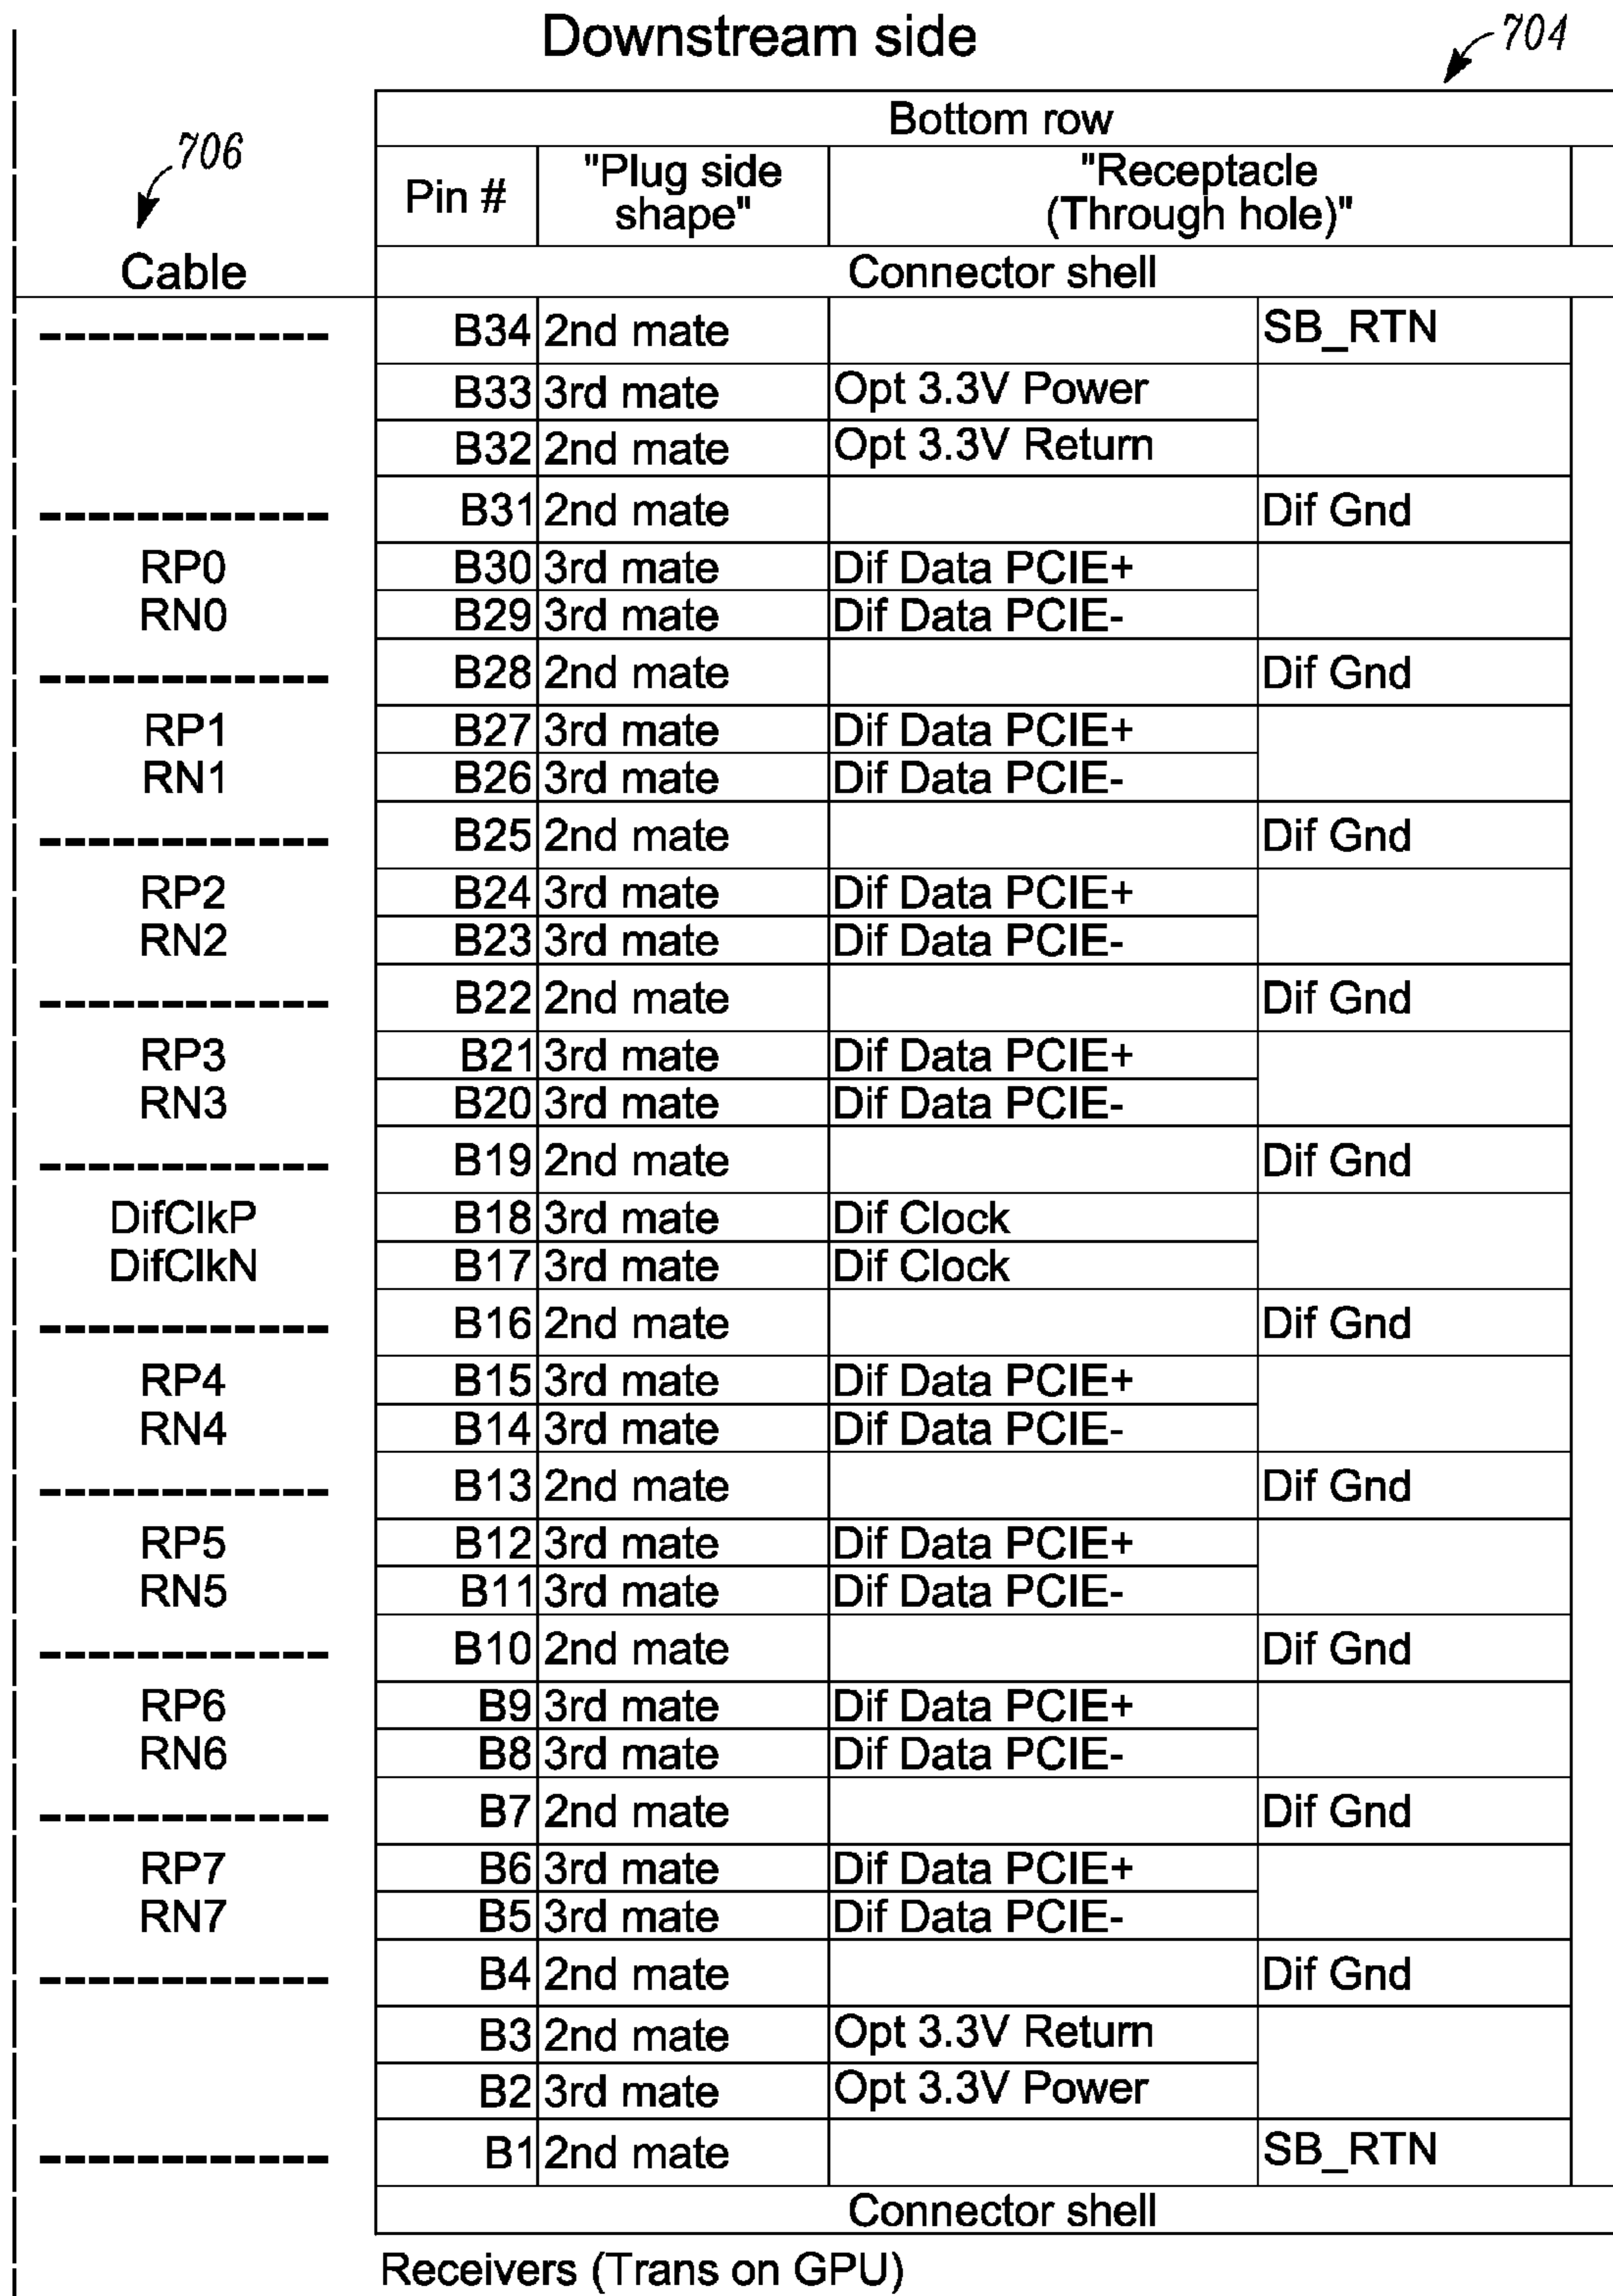 Downstream side
704
706
Bottom row
Pin # "Plug side shape" "Receptacle (Through hole)"
Cable Connector shell
------------ B34 2nd mate SB_RTN
B33 3rd mate Opt 3.3V Power
B32 2nd mate Opt 3.3V Return
------------ B31 2nd mate Dif Gnd
RP0 B30 3rd mate Dif Data PCIE+
RN0 B29 3rd mate Dif Data PCIE-
------------ B28 2nd mate Dif Gnd
RP1 B27 3rd mate Dif Data PCIE+
RN1 B26 3rd mate Dif Data PCIE-
------------ B25 2nd mate Dif Gnd
RP2 B24 3rd mate Dif Data PCIE+
RN2 B23 3rd mate Dif Data PCIE-
------------ B22 2nd mate Dif Gnd
RP3 B21 3rd mate Dif Data PCIE+
RN3 B20 3rd mate Dif Data PCIE-
------------ B19 2nd mate Dif Gnd
DifClkP B18 3rd mate Dif Clock
DifClkN B17 3rd mate Dif Clock
------------ B16 2nd mate Dif Gnd
RP4 B15 3rd mate Dif Data PCIE+
RN4 B14 3rd mate Dif Data PCIE-
------------ B13 2nd mate Dif Gnd
RP5 B12 3rd mate Dif Data PCIE+
RN5 B11 3rd mate Dif Data PCIE-
------------ B10 2nd mate Dif Gnd
RP6 B9 3rd mate Dif Data PCIE+
RN6 B8 3rd mate Dif Data PCIE-
------------ B7 2nd mate Dif Gnd
RP7 B6 3rd mate Dif Data PCIE+
RN7 B5 3rd mate Dif Data PCIE-
------------ B4 2nd mate Dif Gnd
B3 2nd mate Opt 3.3V Return
B2 3rd mate Opt 3.3V Power
------------ B1 2nd mate SB_RTN
Connector shell
Receivers (Trans on GPU)